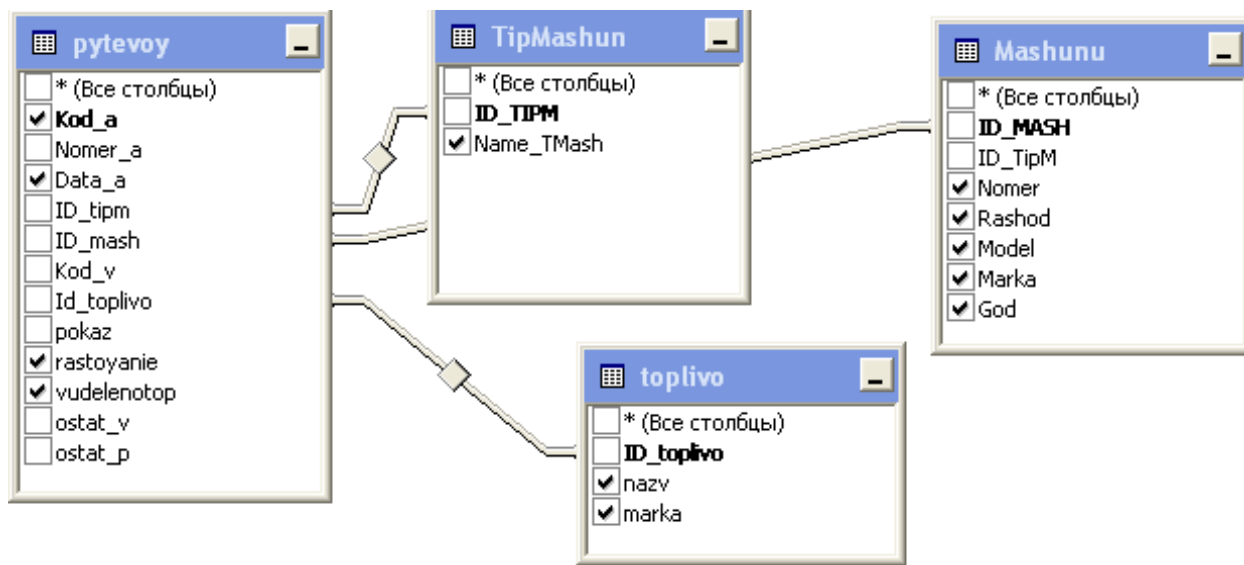 pytevoy
* (Все столбцы)
Kod_a
Nomer_a
Data_a
ID_tipm
ID_mash
Kod_v
Id_toplivo
pokaz
rastoyanie
vudelenotop
ostat_v
ostat_p
TipMashun
* (Все столбцы)
ID_TIPM
Name_TMash
Mashunu
* (Все столбцы)
ID_MASH
ID_TipM
Nomer
Rashod
Model
Marka
God
toplivo
* (Все столбцы)
ID_toplivo
nazv
marka